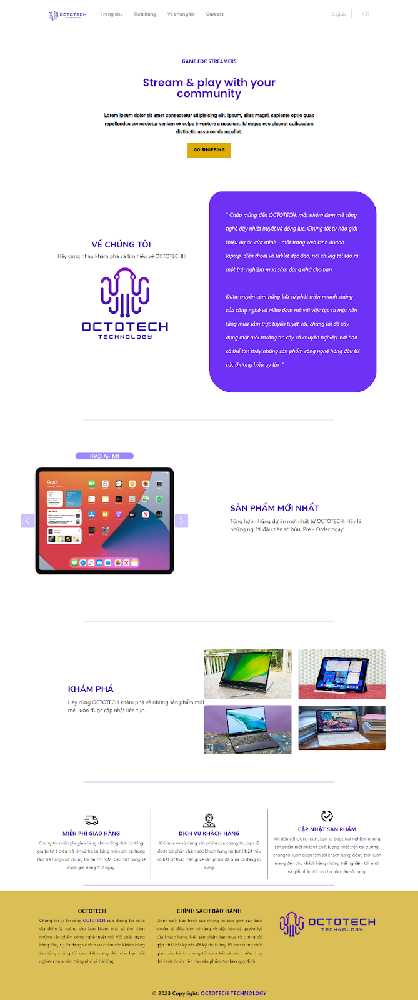 OCTOTECH
TECHNOLOGY
Trang chủ
Cửa hàng
Về chúng tôi
Careers
English
GAME FOR STREAMERS
Stream & play with your
community
Lorem ipsum dolor sit amet consectetur adipisicing elit. Ipsum, alias magni, sapiente optio quas
repellendus consectetur veniam ex culpa inventore a nesciunt. Id eaque eos placeat quibusdam
distinctio assumenda repellat.
GO SHOPPING
VỀ CHÚNG TÔI
Hãy cùng nhau khám phá và tìm hiểu về OCTOTECH!!!
OCTOTECH
TECHNOLOGY
" Chào mừng đến OCTOTECH, một nhóm đam mê công
nghệ đầy nhiệt huyết và động lực. Chúng tôi tự hào giới
thiệu dự án của mình - một trang web kinh doanh
laptop, điện thoại và tablet độc đáo, nơi chúng tôi tạo ra
một trải nghiệm mua sắm đáng nhớ cho bạn.
Được truyền cảm hứng bởi sự phát triển nhanh chóng
của công nghệ và niềm đam mê với việc tạo ra một nền
tảng mua sắm trực tuyến tuyệt vời, chúng tôi đã xây
dựng một môi trường tin cậy và chuyên nghiệp, nơi bạn
có thể tìm thấy những sản phẩm công nghệ hàng đầu từ
các thương hiệu uy tín. "
IPAD Air M1
9:41
SẢN PHẨM MỚI NHẤT
Tổng hợp những dự án mới nhất từ OCTOTECH. Hãy là
những người đầu tiên sở hữu. Pre - Order ngay!
KHÁM PHÁ
Hãy cùng OCTOTECH khám phá về những sản phẩm mới
mẻ, luôn được cập nhật liên tục.
PC
MIỄN PHÍ GIAO HÀNG
Chúng tôi miễn phí giao hàng cho những đơn có tổng
giá trị từ 1 triệu trở lên và trả lại hàng miễn phí tại trung
tâm trả hàng của chúng tôi tại TP.HCM. Các mặt hàng sẽ
được gửi trong 1-2 ngày.
DỊCH VỤ KHÁCH HÀNG
Khi mua và sử dụng sản phẩm của chúng tôi, bạn sẽ
được bộ phận chăm sóc khách hàng hỗ trợ 24/24 nếu
có bất cứ thắc mắc gì về sản phẩm đã mua và đang sử
dụng.
CẬP NHẬT SẢN PHẨM
Khi đến với OCTOTECH, bạn sẽ được trải nghiệm những
sản phẩm mới nhất và chất lượng nhất trên thị trường,
chúng tôi luôn quan tâm tới khách hàng, đồng thời luôn
mang đến cho khách hàng những trải nghiệm tốt nhất
và giải pháp tối ưu cho nhu cầu sử dụng.
OCTOTECH
Chúng tôi tự tin rằng OCTOTECH của chúng tôi sẽ là
địa điểm lý tưởng cho bạn khám phá và tìm kiếm
những sản phẩm công nghệ tuyệt vời. Với chất lượng
hàng đầu, sự đa dạng và dịch vụ chăm sóc khách hàng
tận tâm, chúng tôi cam kết mang đến cho bạn trải
nghiệm mua sắm đáng nhớ và hài lòng.
CHÍNH SÁCH BẢO HÀNH
Chính sách bảo hành của chúng tôi bao gồm các điều
khoản và điều kiện rõ ràng về việc bảo vệ quyền lợi
của khách hàng. Nếu sản phẩm bạn mua từ chúng tôi
gặp phải bất kỳ vấn đề kỹ thuật hay lỗi nào trong thời
gian bảo hành, chúng tôi cam kết sẽ sửa chữa, thay
thế hoặc hoàn tiền cho sản phẩm đó theo quy định.
OCTOTECH
TECHNOLOGY
© 2023 Copyright: OCTOTECH TECHNOLOGY